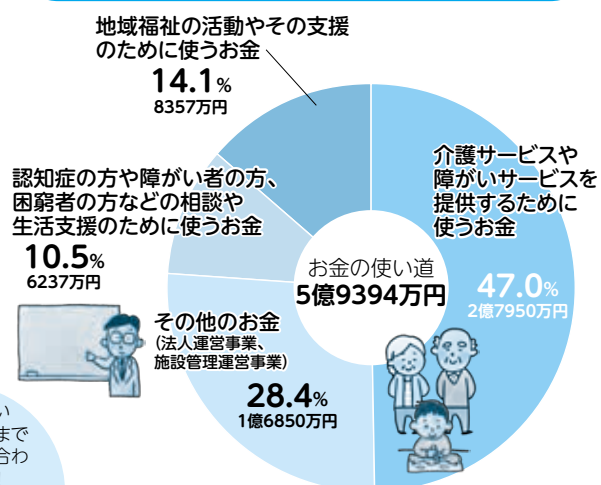 地域福祉の活動やその支援
のために使うお金
14.1%
8357万円
介護サービスや
障がいサービスを
提供するために
使うお金
47.0%
2億7950万円
認知症の方や障がい者の方、
困窮者の方などの相談や
生活支援のために使うお金
10.5%
6237万円
お金の使い道
5億9394万円
その他のお金
(法人運営事業、
施設管理運営事業)
28.4%
1億6850万円
い
まで
合わ